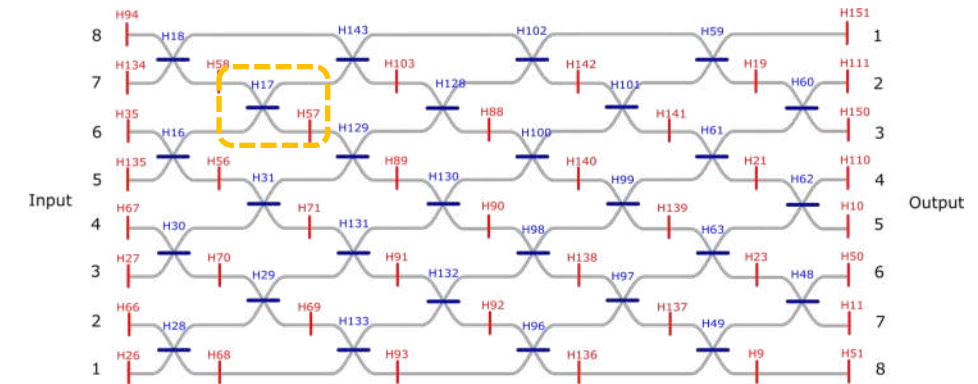 H94 H18 H143 H102 H59 H151
8 1
H134 H58 H17 H103 H128 H142 H101 H19 H60 H111
7 2
H35 H16 H57 H129 H88 H100 H141 H61 H150
6 3
H135 H56 H31 H89 H130 H140 H99 H21 H62 H110
5 4
Input Output
H67 H30 H71 H131 H90 H98 H139 H63 H10
4 5
H27 H70 H29 H91 H132 H138 H97 H23 H48 H50
3 6
H66 H28 H69 H133 H92 H96 H137 H49 H11
2 7
H26 H68 H93 H136 H9 H51
1 8